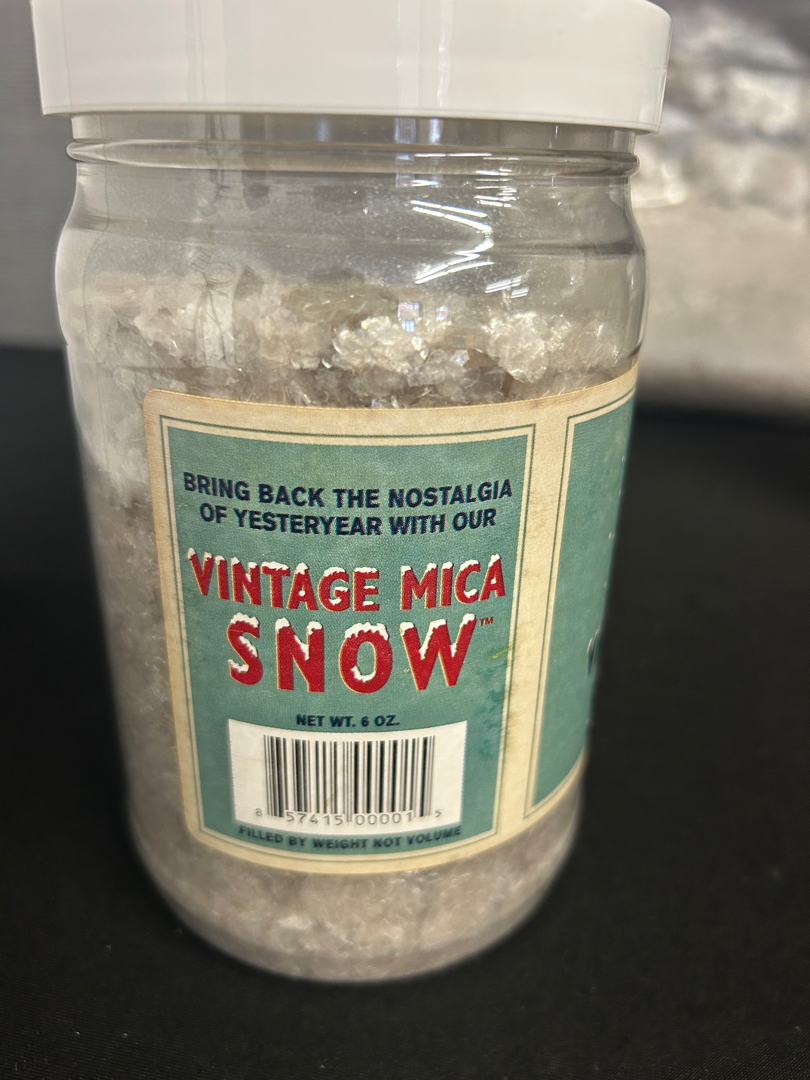 BRING BACK THE NOSTALGIA
OF YESTERYEAR WITH OUR
VINTAGE MICA
SNOW™
NET WT. 6 OZ.
8 57415 00001 5
FILLED BY WEIGHT NOT VOLUME